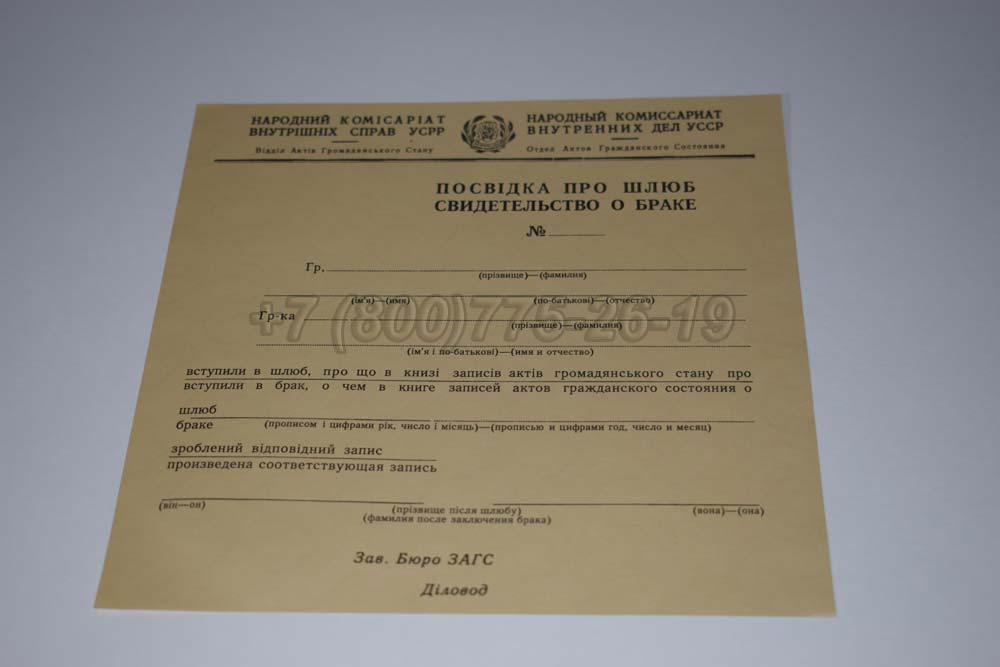 НАРОДНИЙ КОМІСАРІАТ
ВНУТРІШНІХ СПРАВ УСРР
Відділ Актів Громадянського Стану
НАРОДНЫЙ КОМИССАРИАТ
ВНУТРЕННИХ ДЕЛ УССР
Отдел Актов Гражданского Состояния
ПОСВІДКА ПРО ШЛЮБ
СВИДЕТЕЛЬСТВО О БРАКЕ
№
Гр,
(прізвище)—(фамилия)
(ім'я)—(имя) (по-батькові)—(отчество)
+7 (800)775-26-19
Гр-ка
(прізвище)—(фамилия)
(ім'я і по-батькові)—(имя и отчество)
вступили в шлюб, про що в книзі записів актів громадянського стану про
вступили в брак, о чем в книге записей актов гражданского состояния о
шлюб
браке (прописом і цифрами рік, число і місяць)—(прописью и цифрами год, число и месяц)
зроблений відповідний запис
произведена соответствующая запись
(він—он) (прізвище після шлюбу) (вона)—(она)
(фамилия после заключения брака)
Зав. Бюро ЗАГС
Діловод